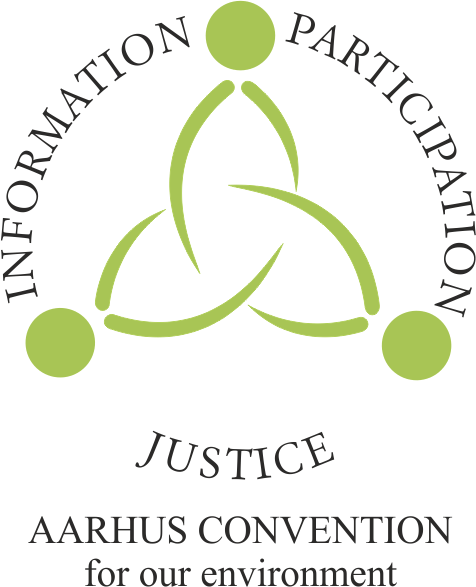 INFORMATION
PARTICIPATION
JUSTICE
AARHUS CONVENTION
for our environment